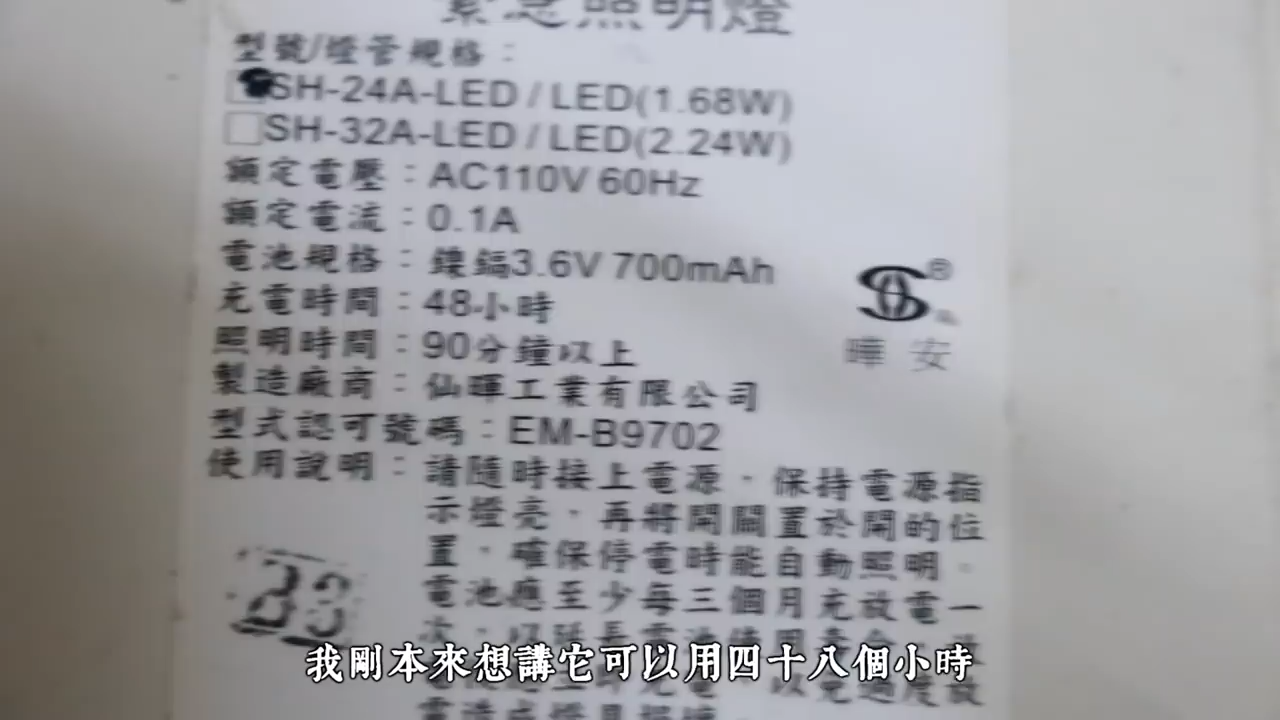 緊急照明燈
型號/燈管規格：
SH-24A-LED / LED(1.68W)
SH-32A-LED / LED(2.24W)
額定電壓：AC110V 60Hz
額定電流：0.1A
電池規格：鎳鎘3.6V 700mAh
充電時間：48小時
照明時間：90分鐘以上
製造廠商：仙暉工業有限公司
型式認可號碼：EM-B9702
使用說明：請隨時接上電源，保持電源指
示燈亮，再將開關置於開的位
置，確保停電時能自動照明。
電池應至少每三個月充放電一
®
曄安
我剛本來想講它可以用四十八個小時